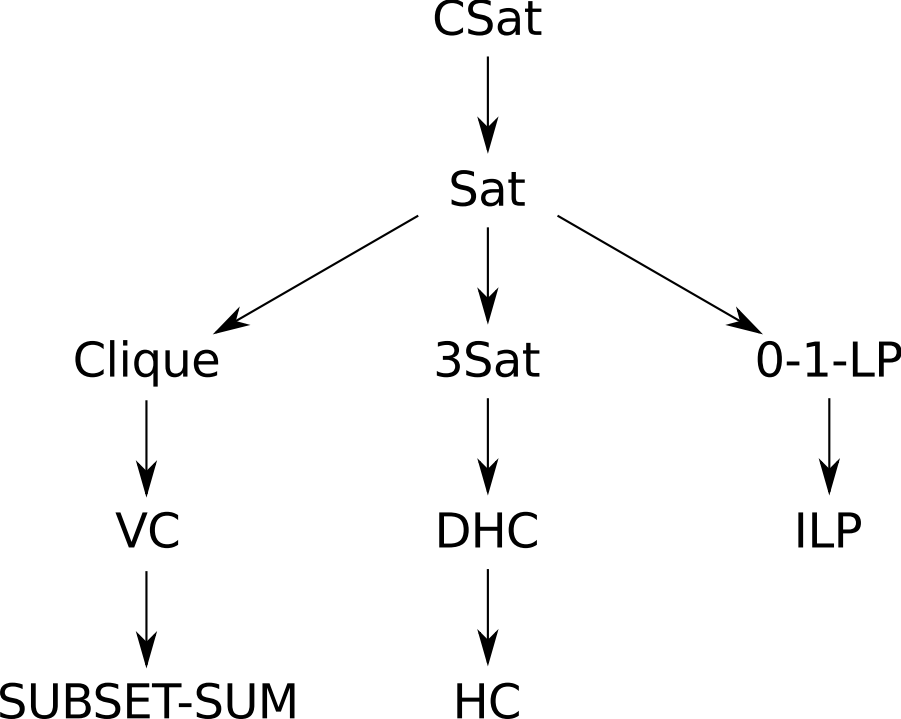 CSat
Sat
Clique
3Sat
0-1-LP
VC
DHC
ILP
SUBSET-SUM
HC